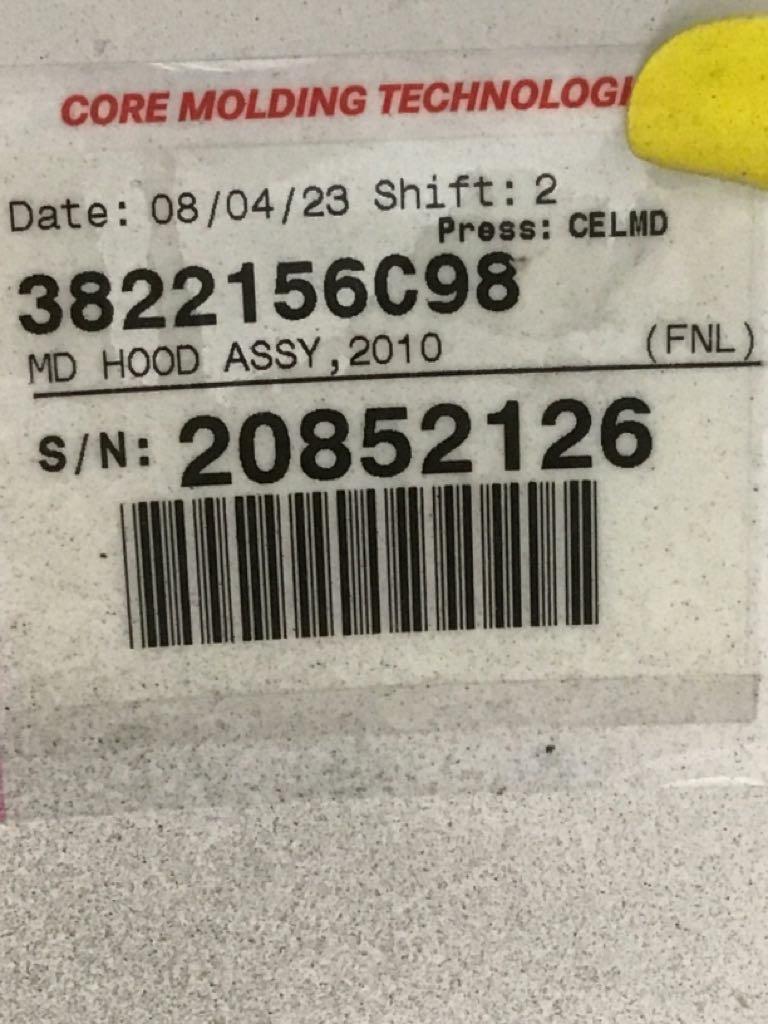 CORE MOLDING TECHNOLOGI
Date: 08/04/23 Shift: 2
Press: CELMD
3822156C98
MD HOOD ASSY,2010 (FNL)
S/N: 20852126